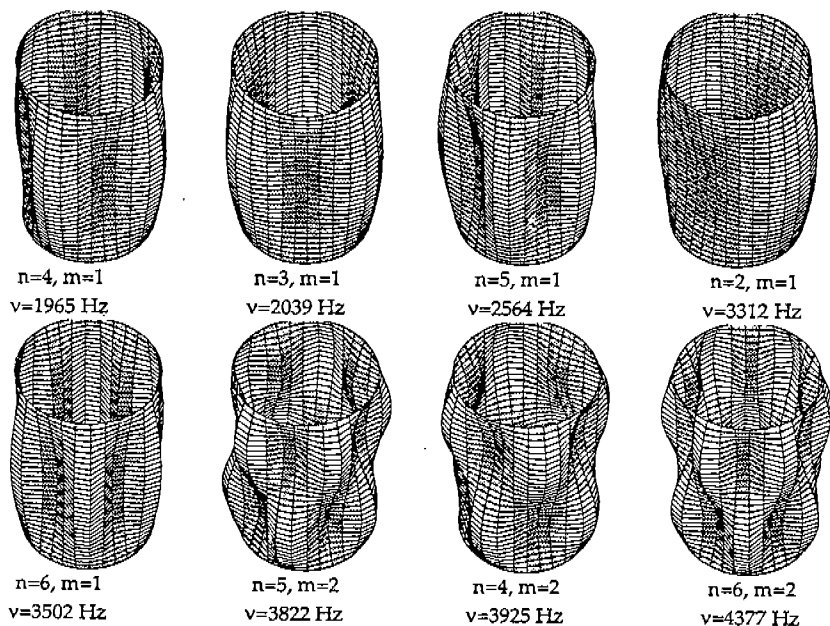 n=4, m=1
ν=1965 Hz
n=3, m=1
ν=2039 Hz
n=5, m=1
ν=2564 Hz
n=2, m=1
ν=3312 Hz
n=6, m=1
ν=3502 Hz
n=5, m=2
ν=3822 Hz
n=4, m=2
ν=3925 Hz
n=6, m=2
ν=4377 Hz